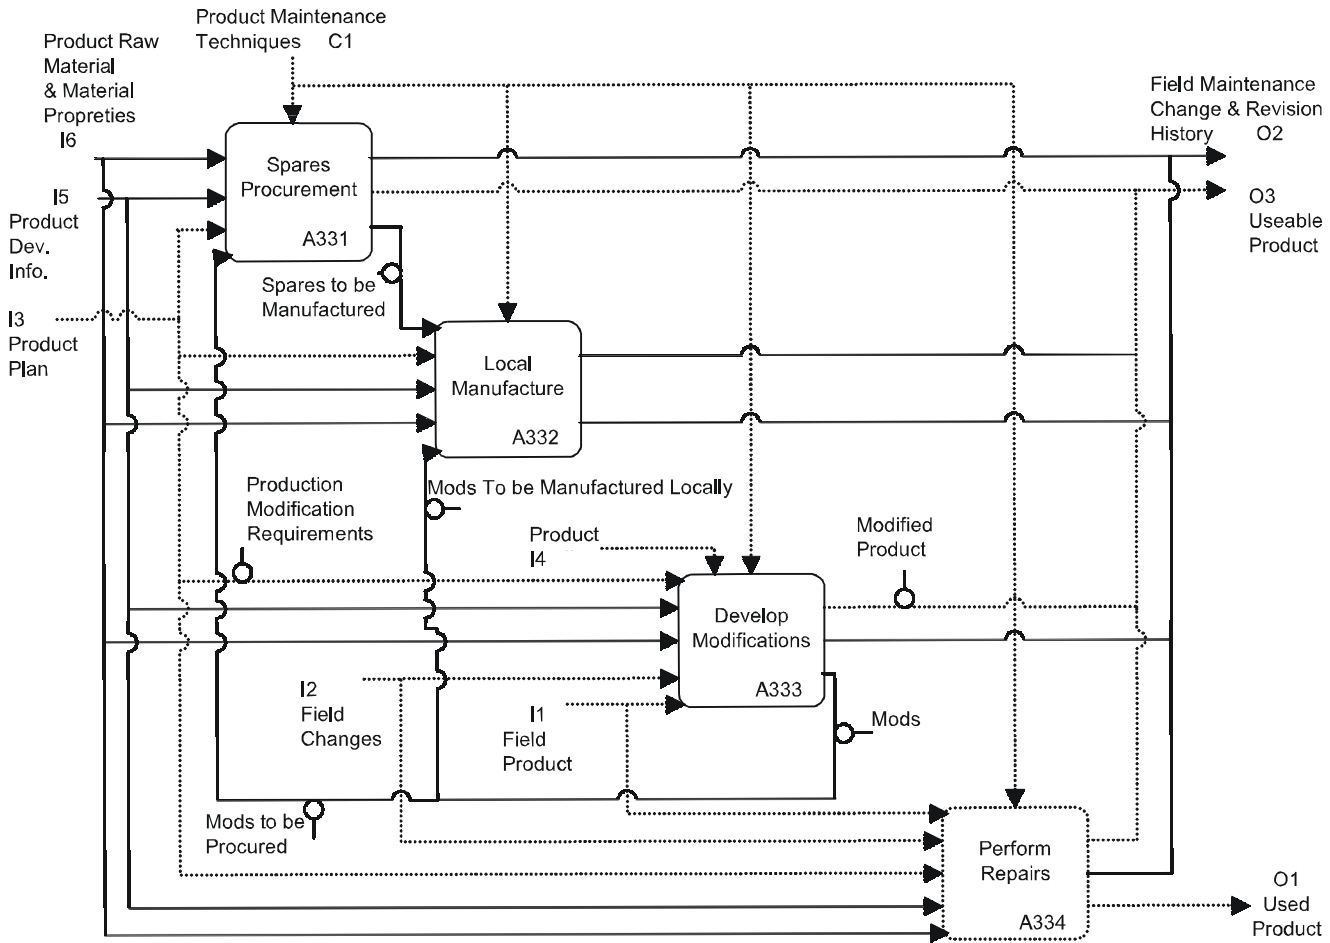 Product Maintenance
Techniques C1
Product Raw
Material
& Material
Propreties
I6
Field Maintenance
Change & Revision
History O2
Spares
Procurement
A331
I5
Product
Dev.
Info.
O3
Useable
Product
Spares to be
Manufactured
I3
Product
Plan
Local
Manufacture
A332
Production
Modification
Requirements
Mods To be Manufactured Locally
Product
I4
Modified
Product
Develop
Modifications
A333
I2
Field
Changes
I1
Field
Product
Mods
Mods to be
Procured
Perform
Repairs
A334
O1
Used
Product